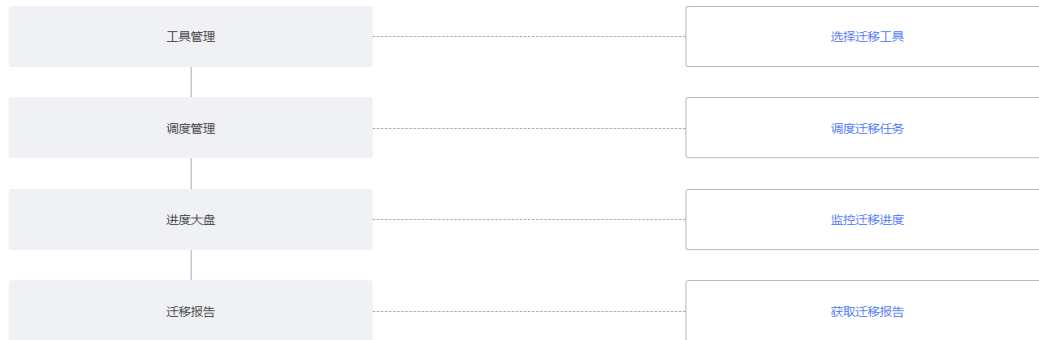 工具管理
选择迁移工具
调度管理
调度迁移任务
进度大盘
监控迁移进度
迁移报告
获取迁移报告